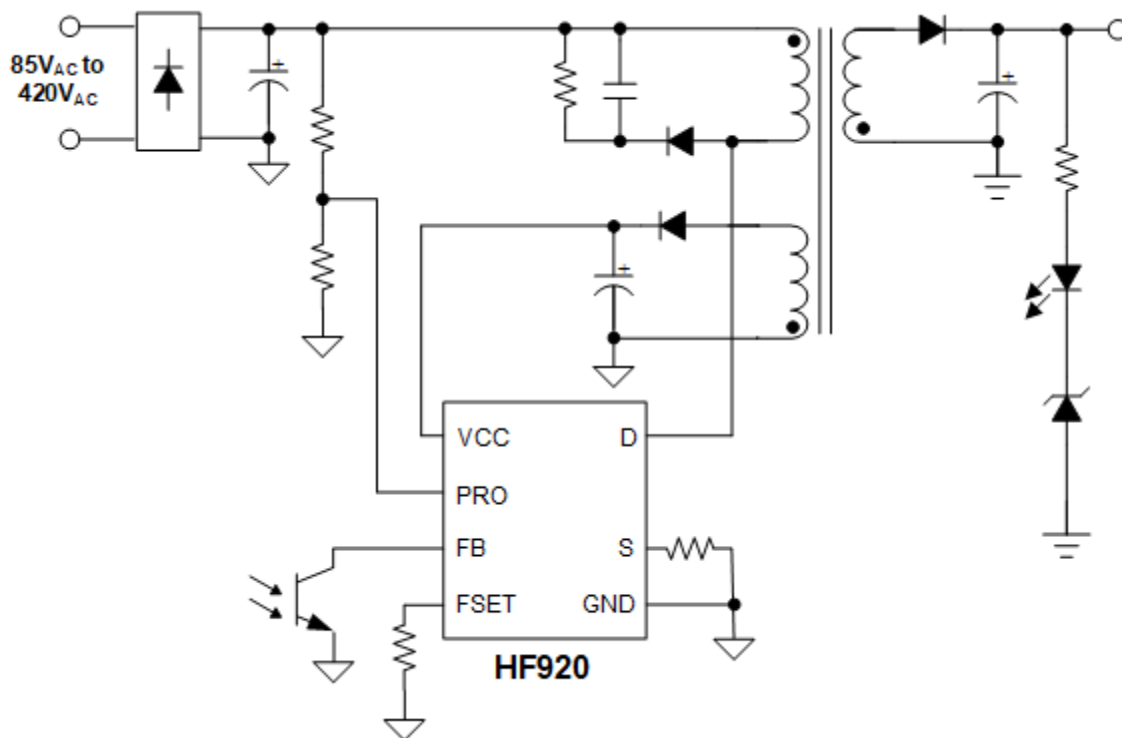 85VAC to
420VAC
+
+
+
VCC
D
PRO
FB
S
FSET
GND
HF920